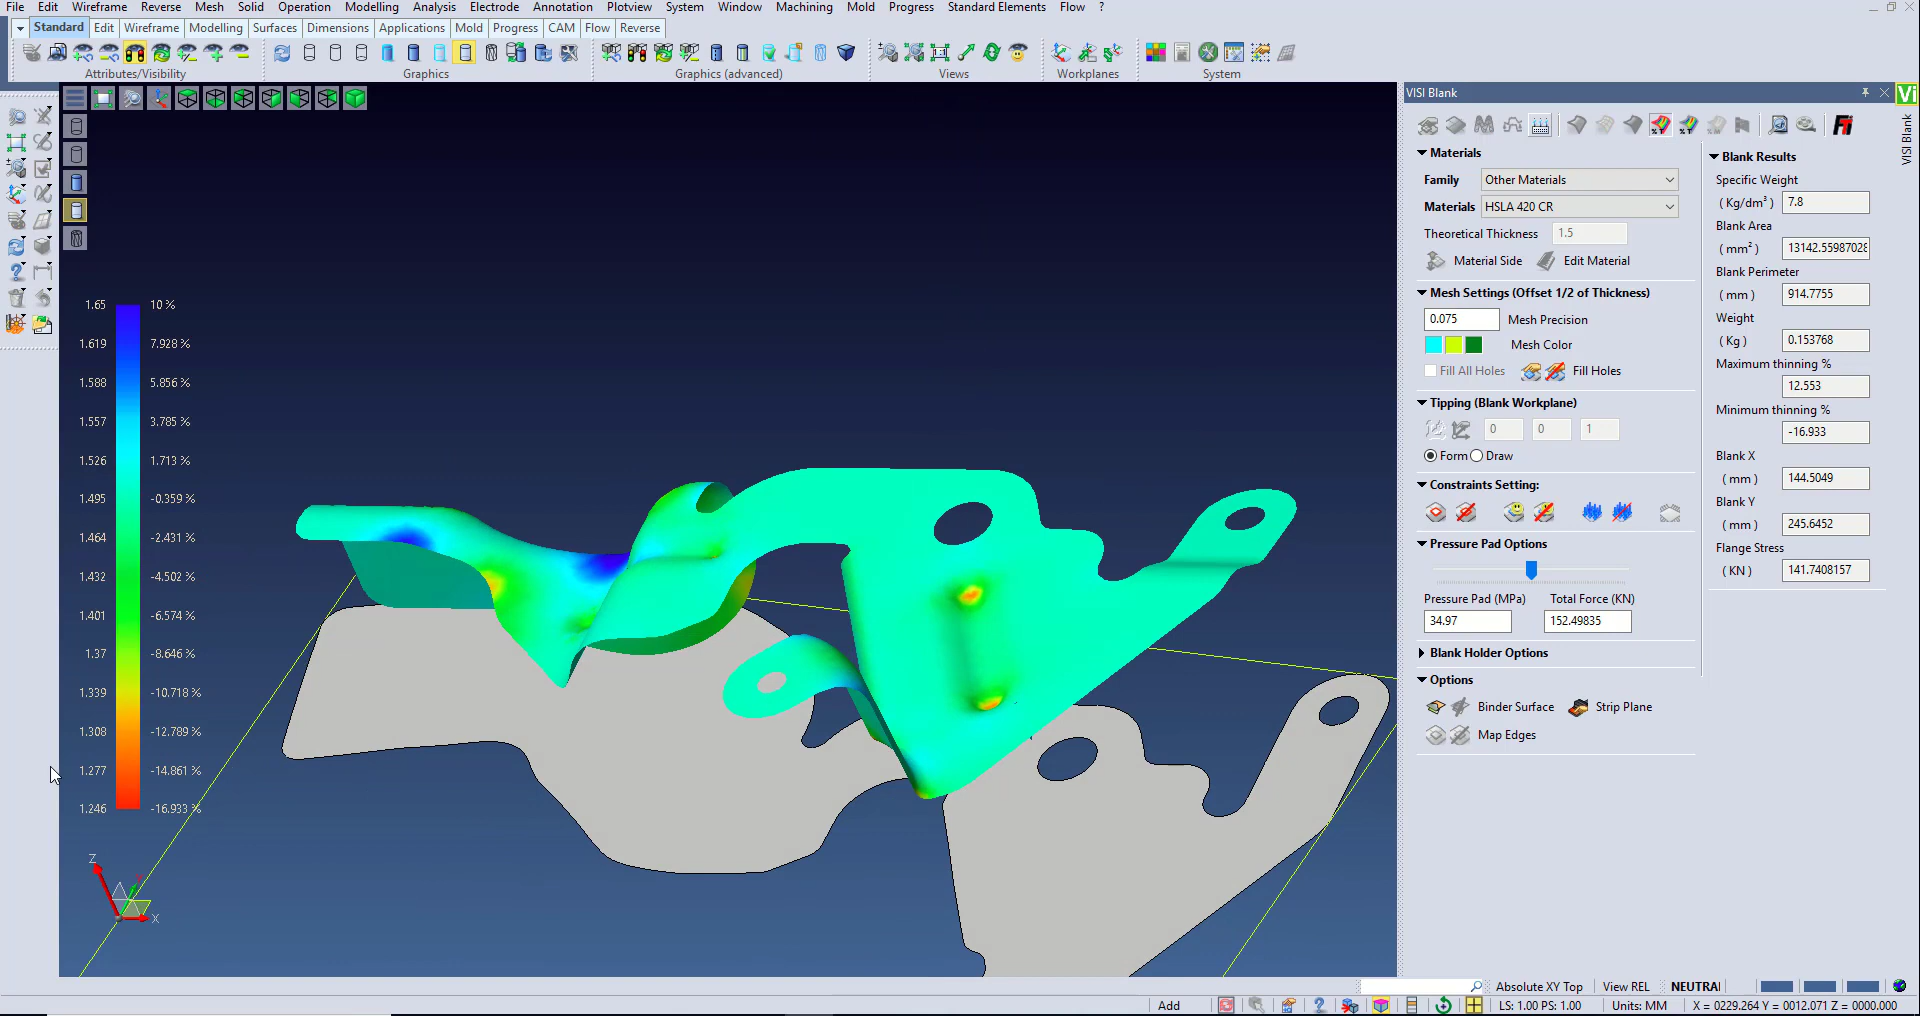 File Edit Wireframe Reverse Mesh Solid Operation Modelling Analysis Electrode Annotation Plotview System Window Machining Mold Progress Standard Elements Flow ?
Standard Edit Wireframe Modelling Surfaces Dimensions Applications Mold Progress CAM Flow Reverse
Attributes/Visibility Graphics Graphics (advanced) Views Workplanes System
VISI Blank
Vi
VISI Blank
Materials
Family Other Materials
Materials HSLA 420 CR
Theoretical Thickness 1.5
Material Side Edit Material
Mesh Settings (Offset 1/2 of Thickness)
0.075 Mesh Precision
Mesh Color
Fill All Holes Fill Holes
Tipping (Blank Workplane)
0 0 1
Form Draw
Constraints Setting:
Pressure Pad Options
Pressure Pad (MPa) Total Force (KN)
34.97 152.49835
Blank Holder Options
Options
Binder Surface Strip Plane
Map Edges
Blank Results
Specific Weight
( Kg/dm³ ) 7.8
Blank Area
( mm² ) 13142.55987028
Blank Perimeter
( mm ) 914.7755
Weight
( Kg ) 0.153768
Maximum thinning %
12.553
Minimum thinning %
-16.933
Blank X
( mm ) 144.5049
Blank Y
( mm ) 245.6452
Flange Stress
( KN ) 141.7408157
1.65 10 %
1.619 7.928 %
1.588 5.856 %
1.557 3.785 %
1.526 1.713 %
1.495 -0.359 %
1.464 -2.431 %
1.432 -4.502 %
1.401 -6.574 %
1.37 -8.646 %
1.339 -10.718 %
1.308 -12.789 %
1.277 -14.861 %
1.246 -16.933 %
Z
X
Absolute XY Top View REL NEUTRAL
Add LS: 1.00 PS: 1.00 Units: MM X = 0229.264 Y = 0012.071 Z = 0000.000